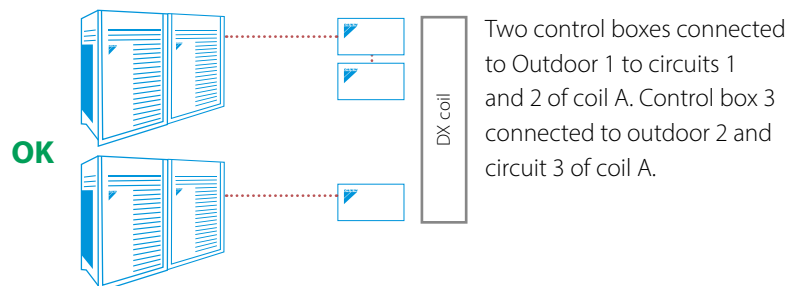 OK
DX coil
Two control boxes connected
to Outdoor 1 to circuits 1
and 2 of coil A. Control box 3
connected to outdoor 2 and
circuit 3 of coil A.